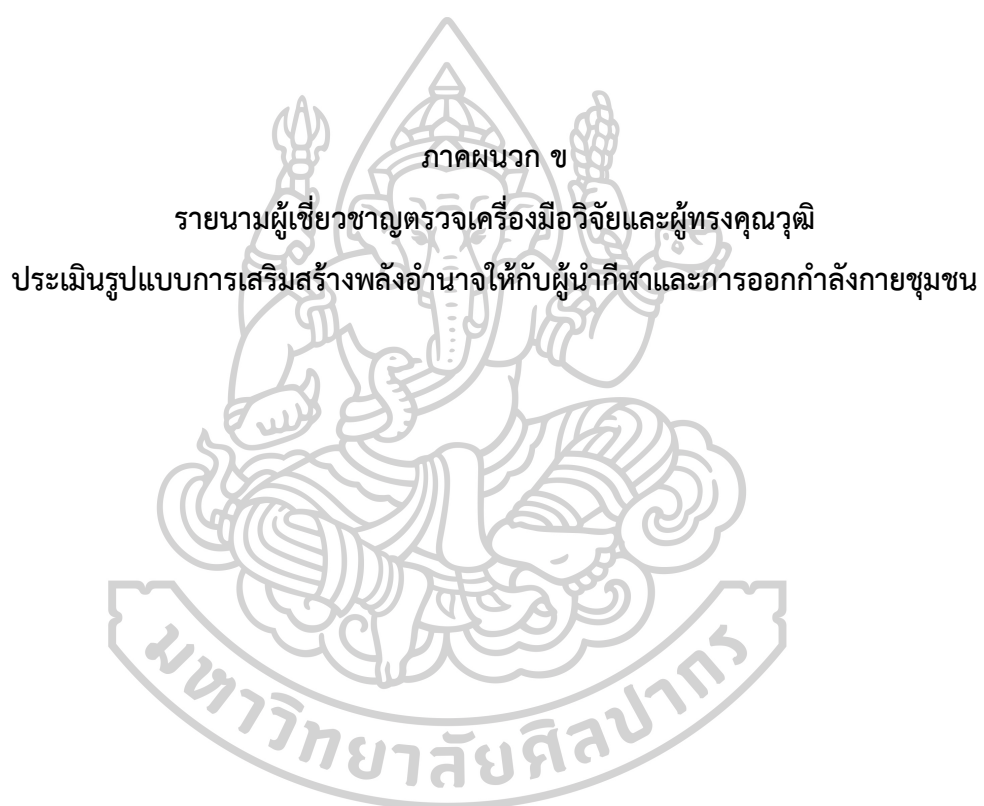 ภาคผนวก ข
รายนามผู้เชี่ยวชาญตรวจเครื่องมือวิจัยและผู้ทรงคุณวุฒิ
ประเมินรูปแบบการเสริมสร้างพลังอำนาจให้กับผู้นำกีฬาและการออกกำลังกายชุมชน
มหาวิทยาลัยศิลปากร